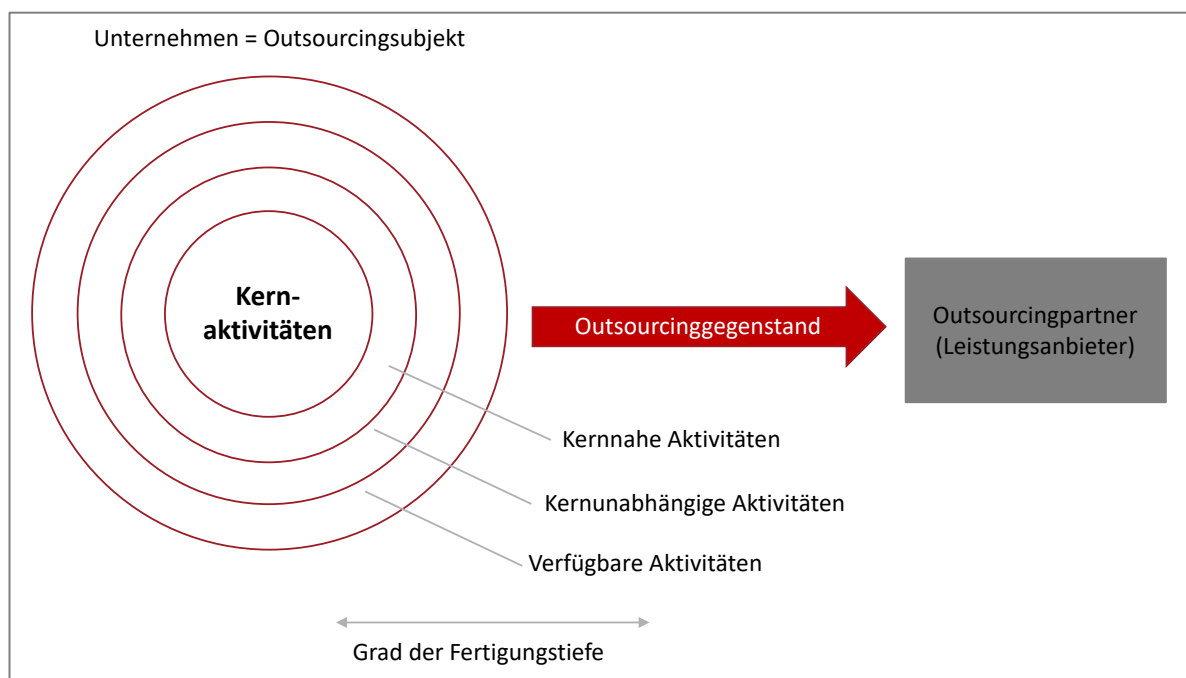 Unternehmen = Outsourcingsubjekt
Kern-
aktivitäten
Outsourcinggegenstand
Outsourcingpartner
(Leistungsanbieter)
Kernnahe Aktivitäten
Kernunabhängige Aktivitäten
Verfügbare Aktivitäten
Grad der Fertigungstiefe